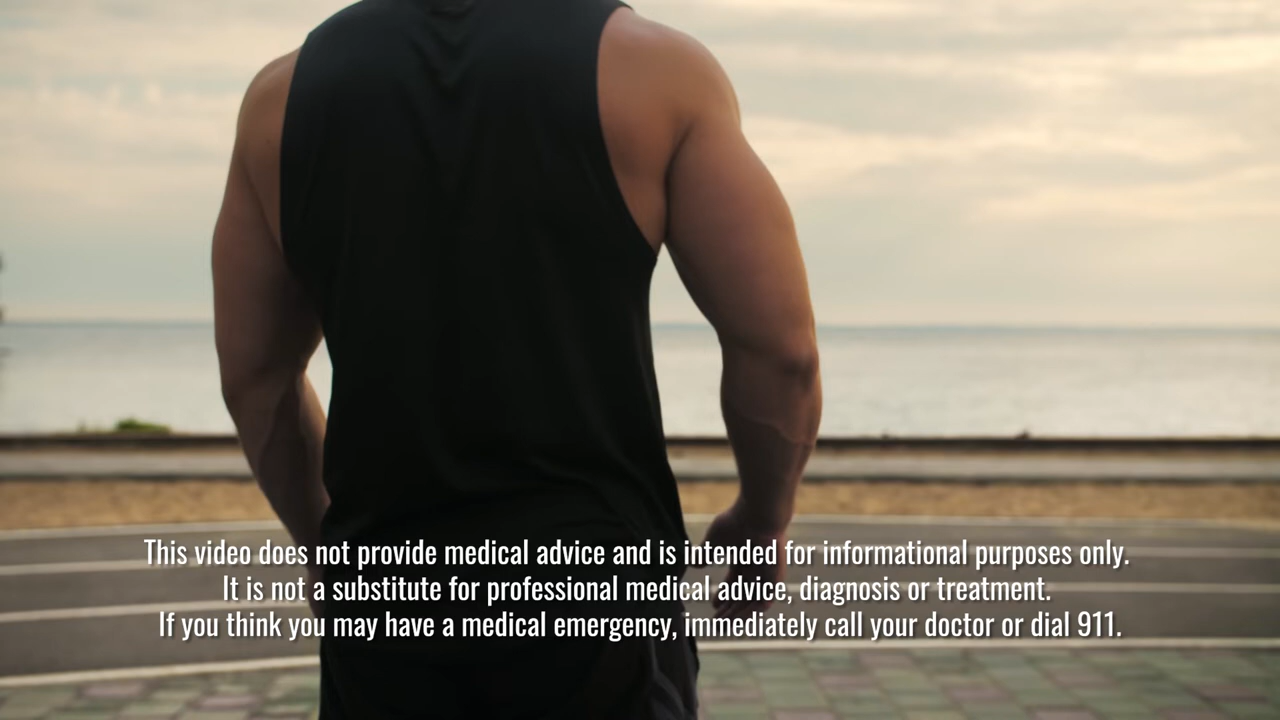 This video does not provide medical advice and is intended for informational purposes only.
It is not a substitute for professional medical advice, diagnosis or treatment.
If you think you may have a medical emergency, immediately call your doctor or dial 911.